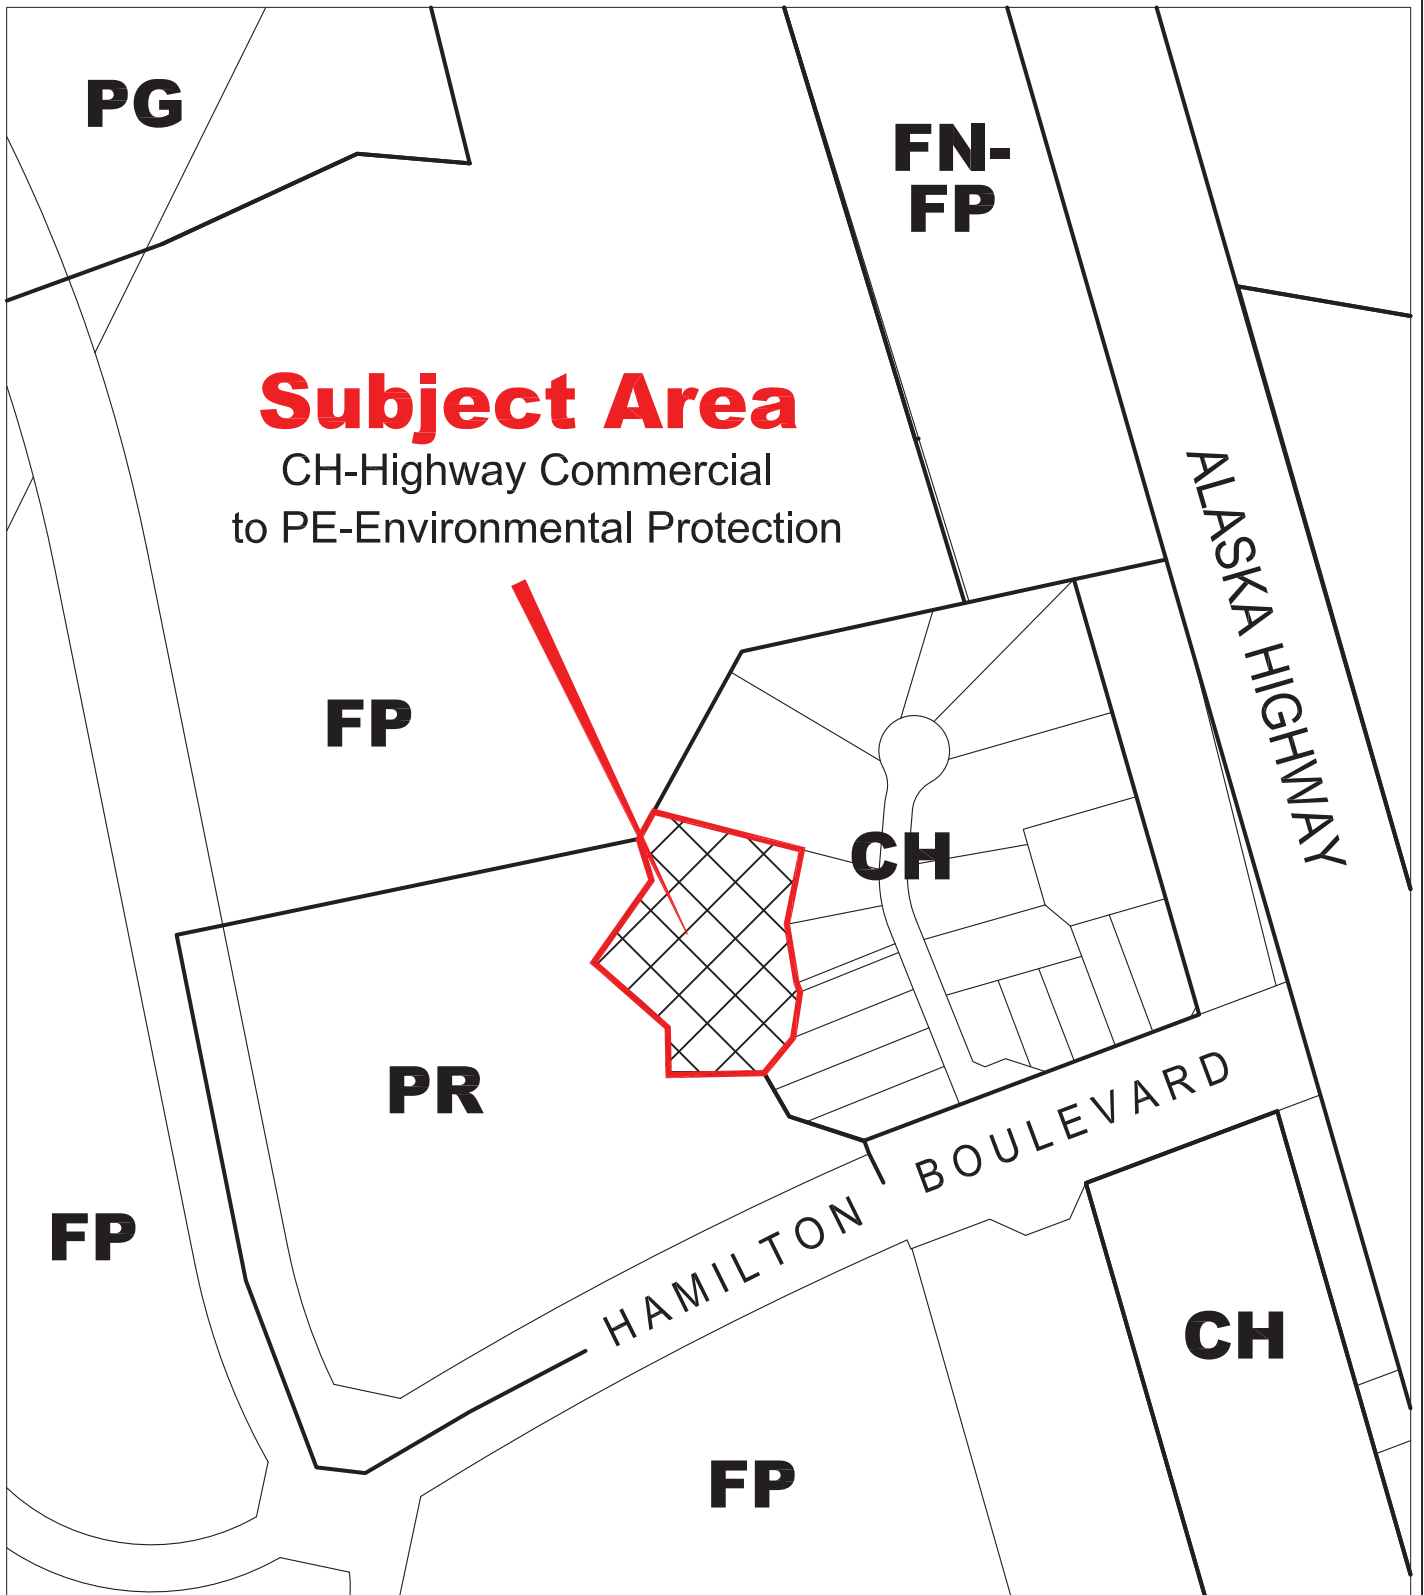 PG
FN-
FP
Subject Area
CH-Highway Commercial
to PE-Environmental Protection
ALASKA HIGHWAY
FP
CH
PR
HAMILTON BOULEVARD
FP
CH
FP